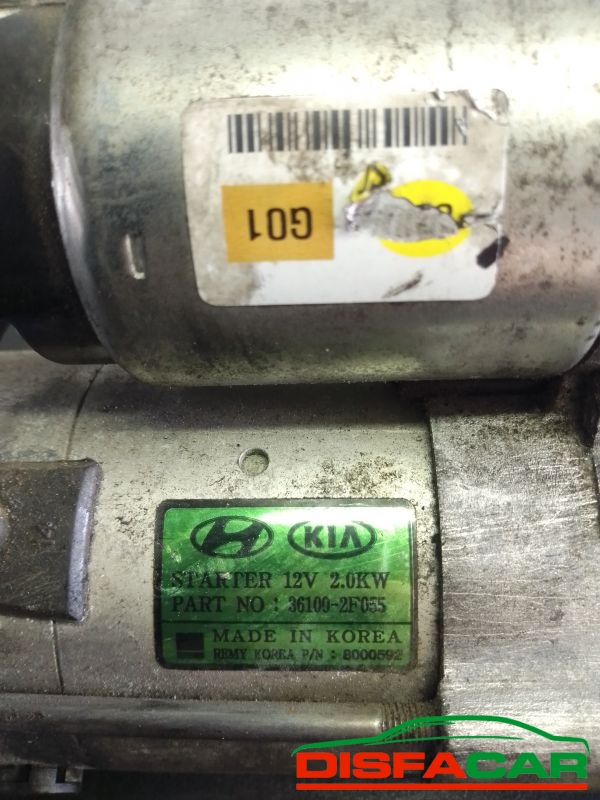 G01
KIA
STARTER 12V 2.0KW
PART NO : 36100-2F055
MADE IN KOREA
REMY KOREA P/N : 8000592
DISFACAR